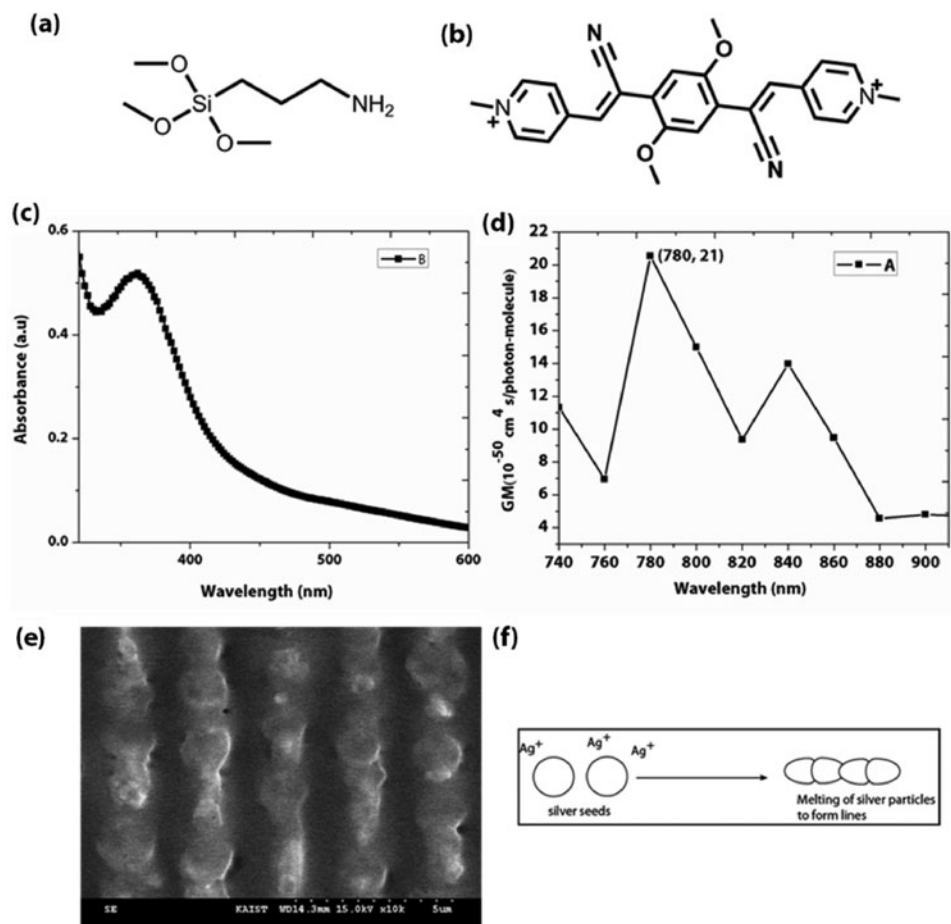 (a)
O
Si
O
O
NH2
(b)
N
O
N
+
N
+
O
N
(c)
0.6
0.4
0.2
0.0
B
Absorbance (a.u)
400
500
600
Wavelength (nm)
(d)
22
20
18
16
14
12
10
8
6
4
(780, 21)
A
GM(10-50 cm4 s/photon-molecule)
740 760 780 800 820 840 860 880 900
Wavelength (nm)
(e)
SE KAIST WD14.3mm 15.0kV x10k 5um
(f)
Ag+ Ag+ Ag+
silver seeds
Melting of silver particles
to form lines